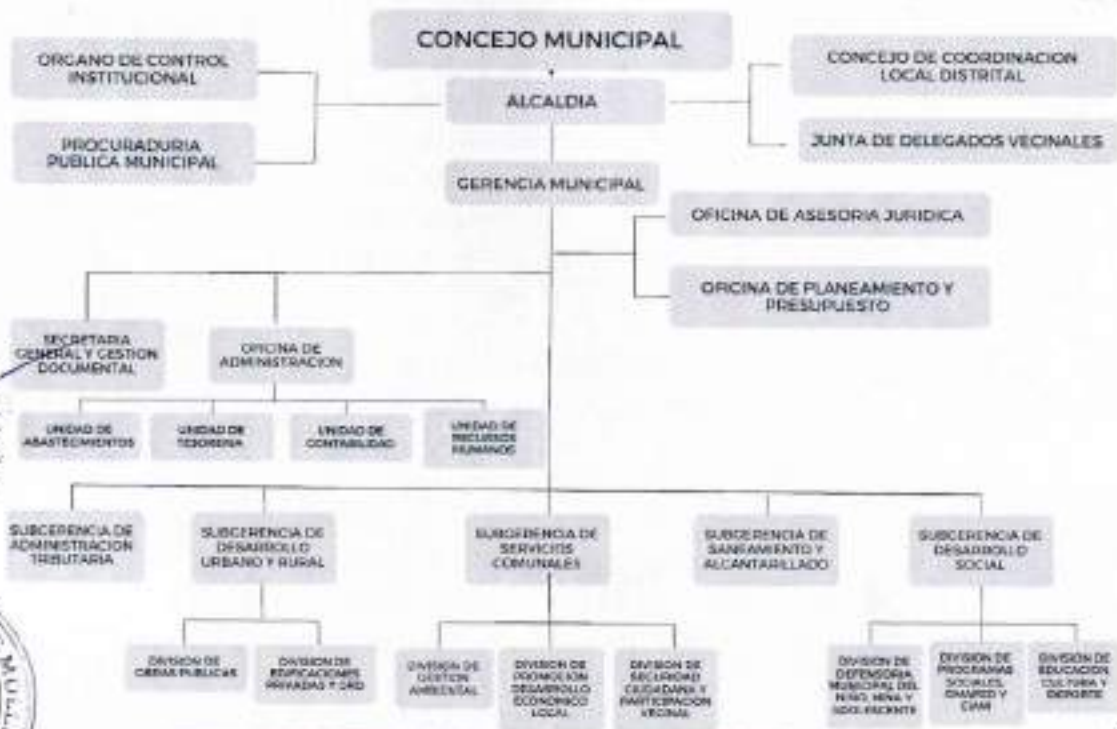 CONCEJO MUNICIPAL
ORGANO DE CONTROL
INSTITUCIONAL
CONCEJO DE COORDINACION
LOCAL DISTRITAL
ALCALDIA
PROCURADURIA
PUBLICA MUNICIPAL
JUNTA DE DELEGADOS VECINALES
GERENCIA MUNICIPAL
OFICINA DE ASESORIA JURIDICA
OFICINA DE PLANEAMIENTO Y
PRESUPUESTO
SECRETARIA
GENERAL Y GESTION
DOCUMENTAL
OFICINA DE
ADMINISTRACION
UNIDAD DE
ABASTECIMIENTOS
UNIDAD DE
TESORERIA
UNIDAD DE
CONTABILIDAD
UNIDAD DE
RECURSOS
HUMANOS
SUBGERENCIA DE
ADMINISTRACION
TRIBUTARIA
SUBGERENCIA DE
DESARROLLO
URBANO Y RURAL
SUBGERENCIA DE
SERVICIOS
COMUNALES
SUBGERENCIA DE
SANEAMIENTO Y
ALCANTARILLADO
SUBGERENCIA DE
DESARROLLO
SOCIAL
DIVISION DE
OBRAS PUBLICAS
DIVISION DE
EDIFICACIONES
PRIVADAS Y GRD
DIVISION DE
GESTION
AMBIENTAL
DIVISION DE
PROMOCION
DESARROLLO
ECONOMICO
LOCAL
DIVISION DE
SEGURIDAD
CIUDADANA Y
PARTICIPACION
VECINAL
DIVISION DE
DEFENSORIA
MUNICIPAL DEL
NIÑO, NINA Y
ADOLESCENTE
DIVISION DE
PROGRAMAS
SOCIALES,
OMAPED Y
CIAM
DIVISION DE
EDUCACION
CULTURA Y
DEPORTE